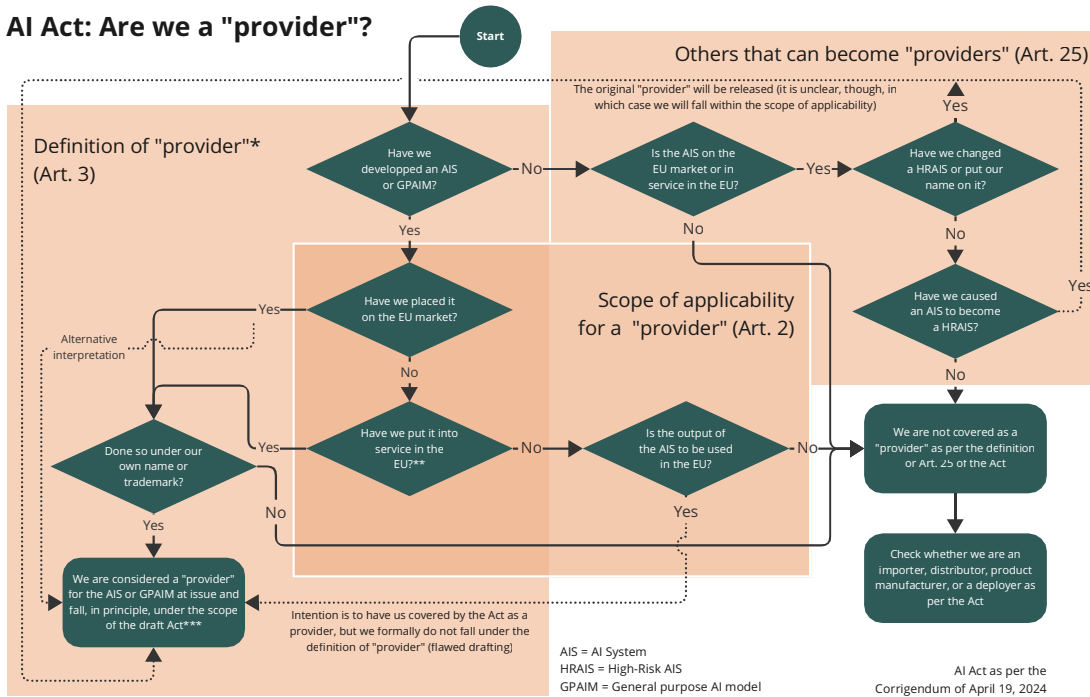 AI Act: Are we a "provider"?
Start
Others that can become "providers" (Art. 25)
The original "provider" will be released (it is unclear, though, in
which case we will fall within the scope of applicability)
Yes
Definition of "provider"*
(Art. 3)
Have we
developped an AIS
or GPAIM?
No
Is the AIS on the
EU market or in
service in the EU?
Yes
Have we changed
a HRAIS or put our
name on it?
Yes
No
No
Scope of applicability
for a "provider" (Art. 2)
Have we placed it
on the EU market?
Yes
Have we caused
an AIS to become
a HRAIS?
Yes
Alternative
interpretation
No
No
Done so under our
own name or
trademark?
Yes
Have we put it into
service in the
EU?**
No
Is the output of
the AIS to be used
in the EU?
No
We are not covered as a
"provider" as per the definition
or Art. 25 of the Act
No
Yes
Yes
We are considered a "provider"
for the AIS or GPAIM at issue and
fall, in principle, under the scope
of the draft Act***
Check whether we are an
importer, distributor, product
manufacturer, or a deployer as
per the Act
Intention is to have us covered by the Act as a
provider, but we formally do not fall under the
definition of "provider" (flawed drafting)
AIS = AI System
HRAIS = High-Risk AIS
GPAIM = General purpose AI model
AI Act as per the
Corrigendum of April 19, 2024